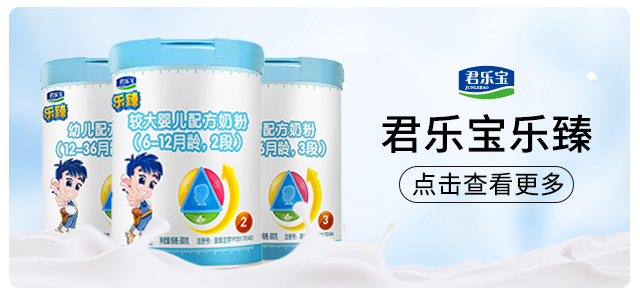 君乐宝
乐臻
幼儿配方
(12-36月龄
君乐宝
乐臻
较大婴儿配方奶粉
(6-12月龄, 2段)
2
配方奶粉
月龄, 3段)
3
君乐宝
JUNLEBAO
君乐宝乐臻
点击查看更多